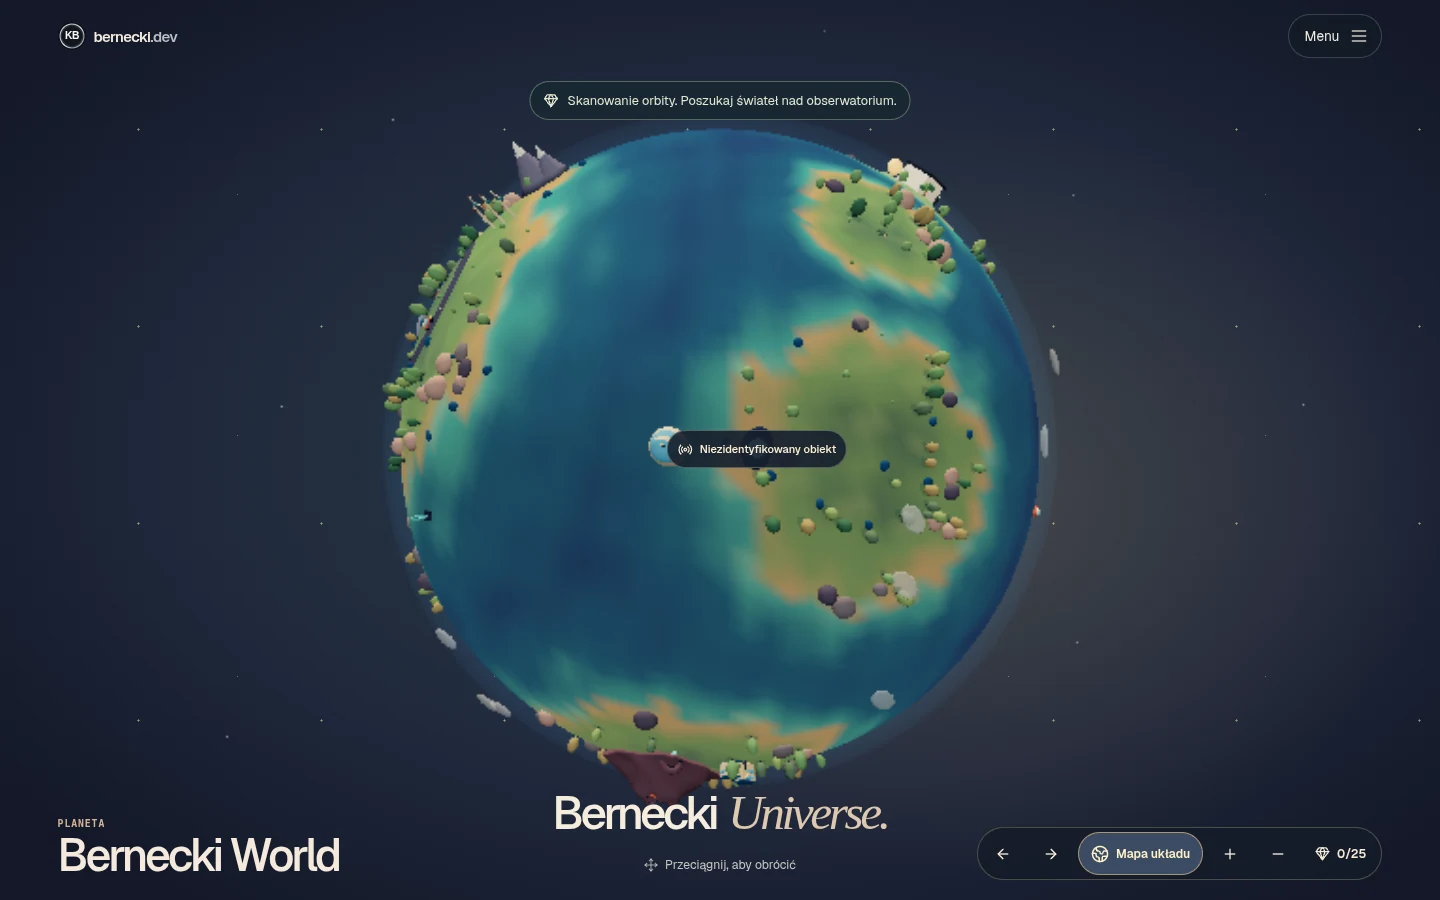 KB bernecki.dev
Menu
Skanowanie orbity. Poszukaj świateł nad obserwatorium.
Niezidentyfikowany obiekt
Bernecki Universe.
PLANETA
Bernecki World
Przeciągnij, aby obrócić
Mapa układu
0/25